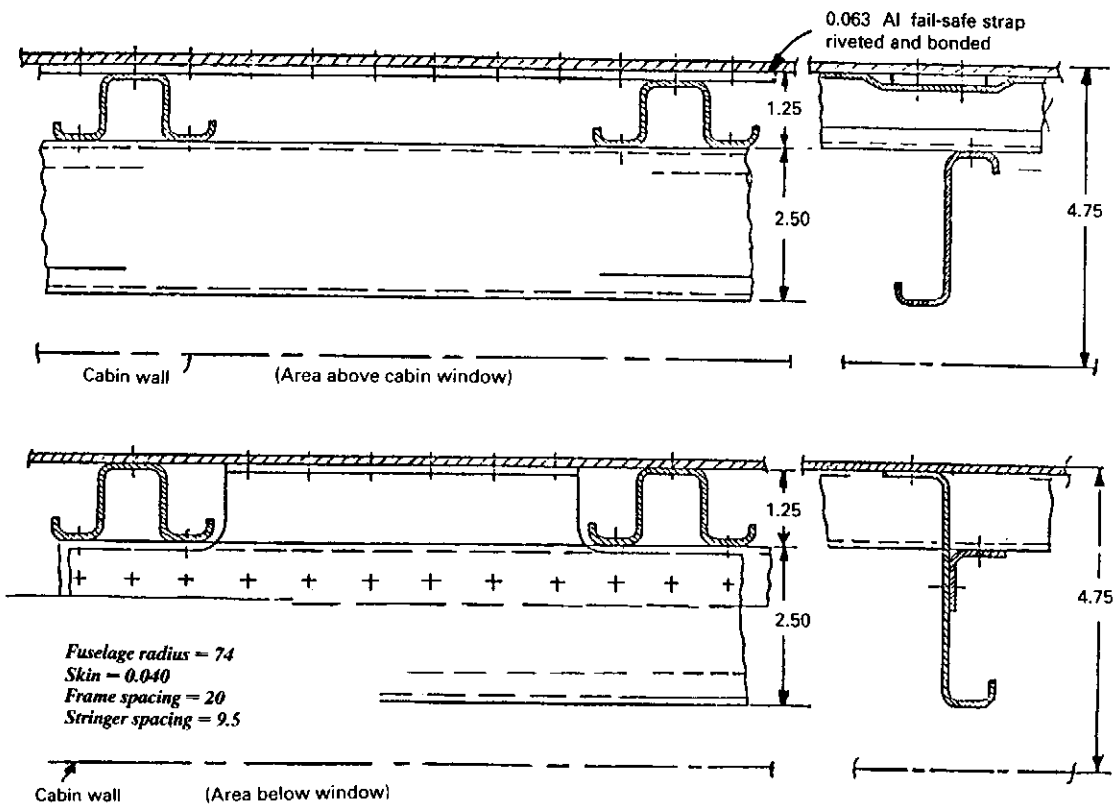 0.063 Al fail-safe strap
riveted and bonded
1.25
2.50
4.75
Cabin wall (Area above cabin window)
1.25
2.50
4.75
Fuselage radius = 74
Skin = 0.040
Frame spacing = 20
Stringer spacing = 9.5
Cabin wall (Area below window)